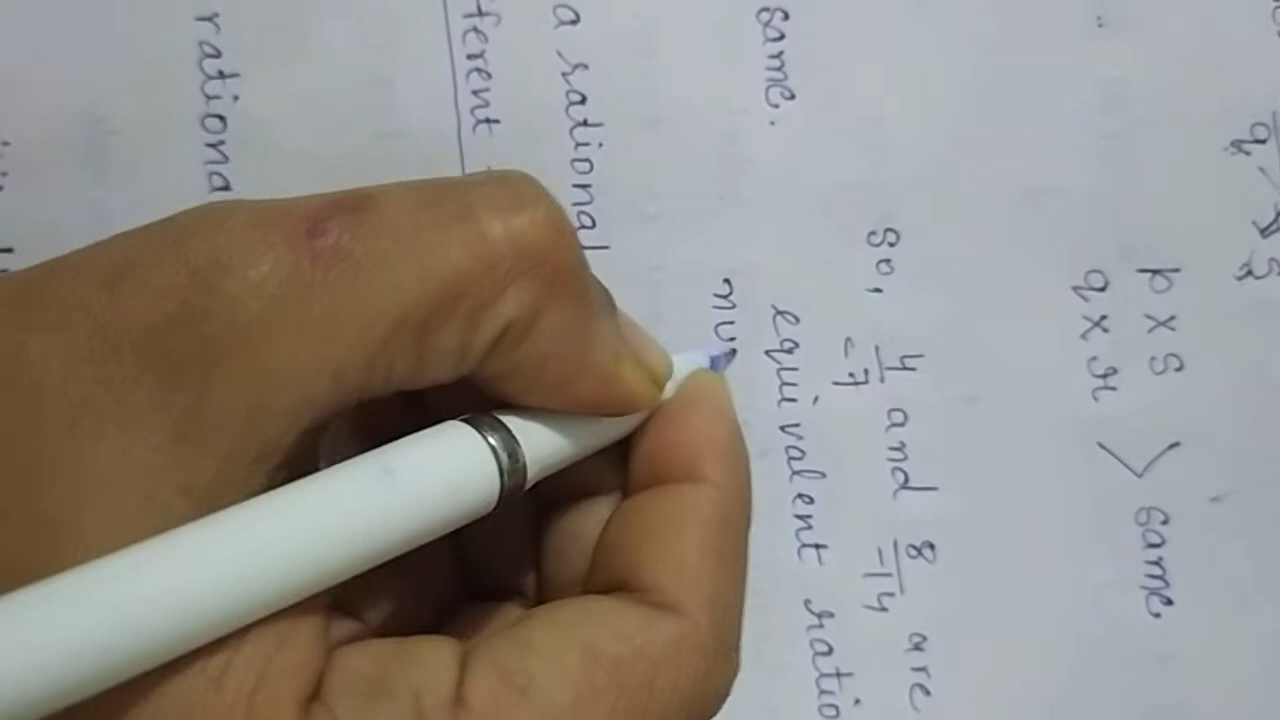 p × s
q × r > same
so, 4/-7 and 8/-14 are
equivalent ratio
same.
nu
a rational
ferent
rationa